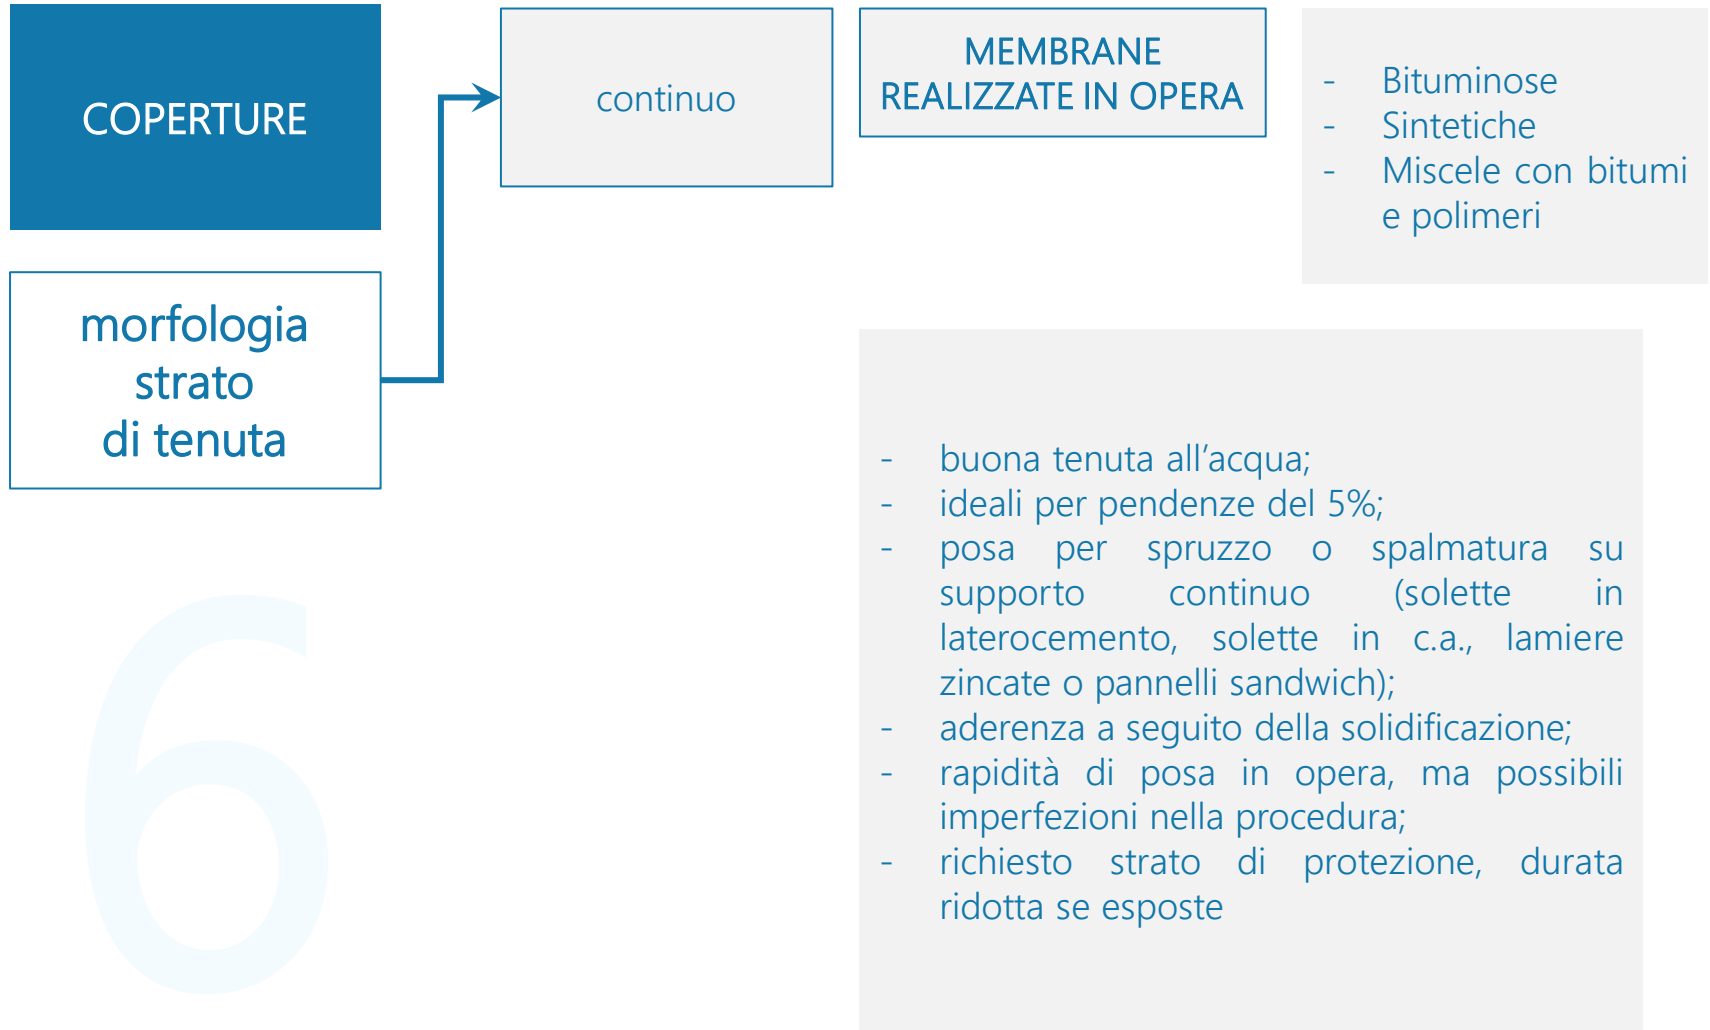 COPERTURE
morfologia
strato
di tenuta
continuo
MEMBRANE
REALIZZATE IN OPERA
- Bituminose
- Sintetiche
- Miscele con bitumi
e polimeri
- buona tenuta all’acqua;
- ideali per pendenze del 5%;
- posa per spruzzo o spalmatura su
supporto continuo (solette in
laterocemento, solette in c.a., lamiere
zincate o pannelli sandwich);
- aderenza a seguito della solidificazione;
- rapidità di posa in opera, ma possibili
imperfezioni nella procedura;
- richiesto strato di protezione, durata
ridotta se esposte
6